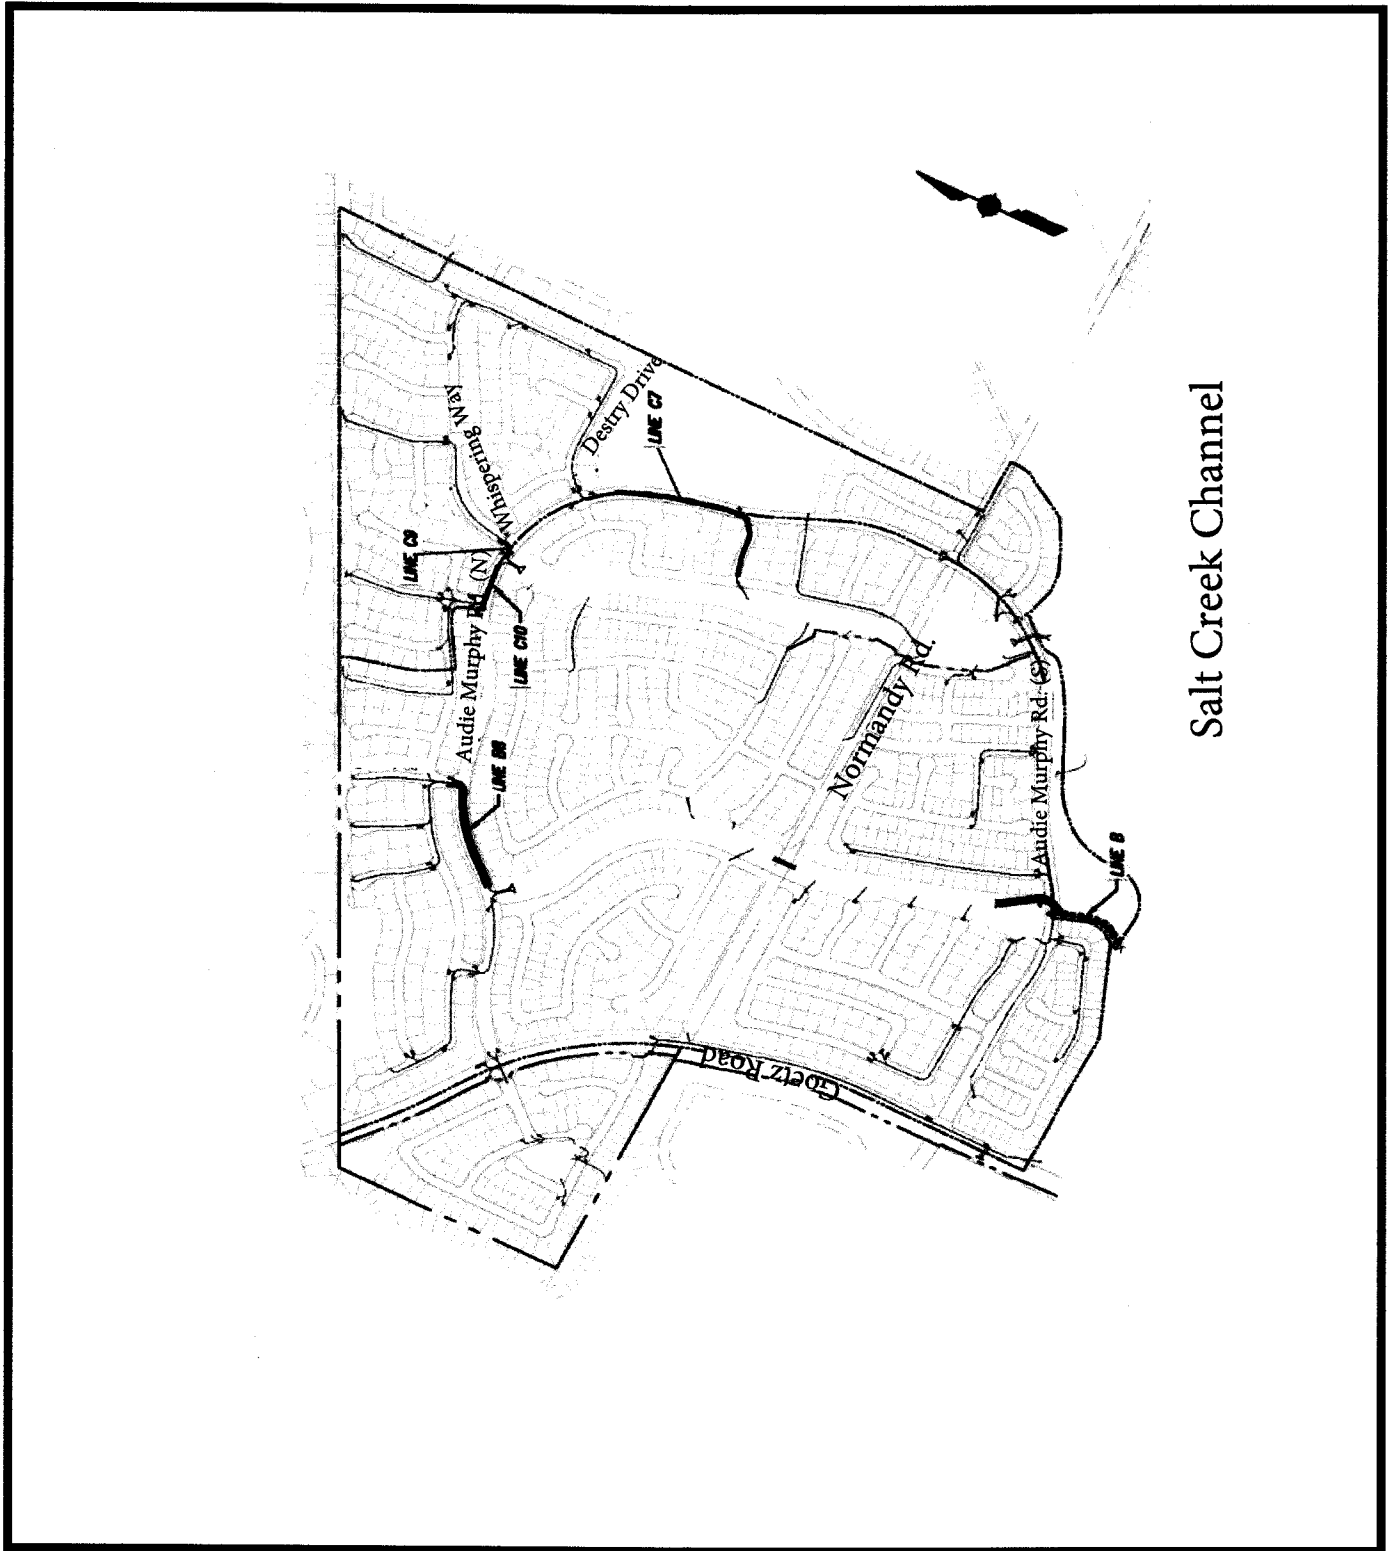 Whispering Way
Destry Drive
LINE C7
LINE C9
Audie Murphy Rd. (N)
LINE C10
LINE B8
Normandy Rd.
Audie Murphy Rd. (S)
LINE B
Goetz Road
Salt Creek Channel